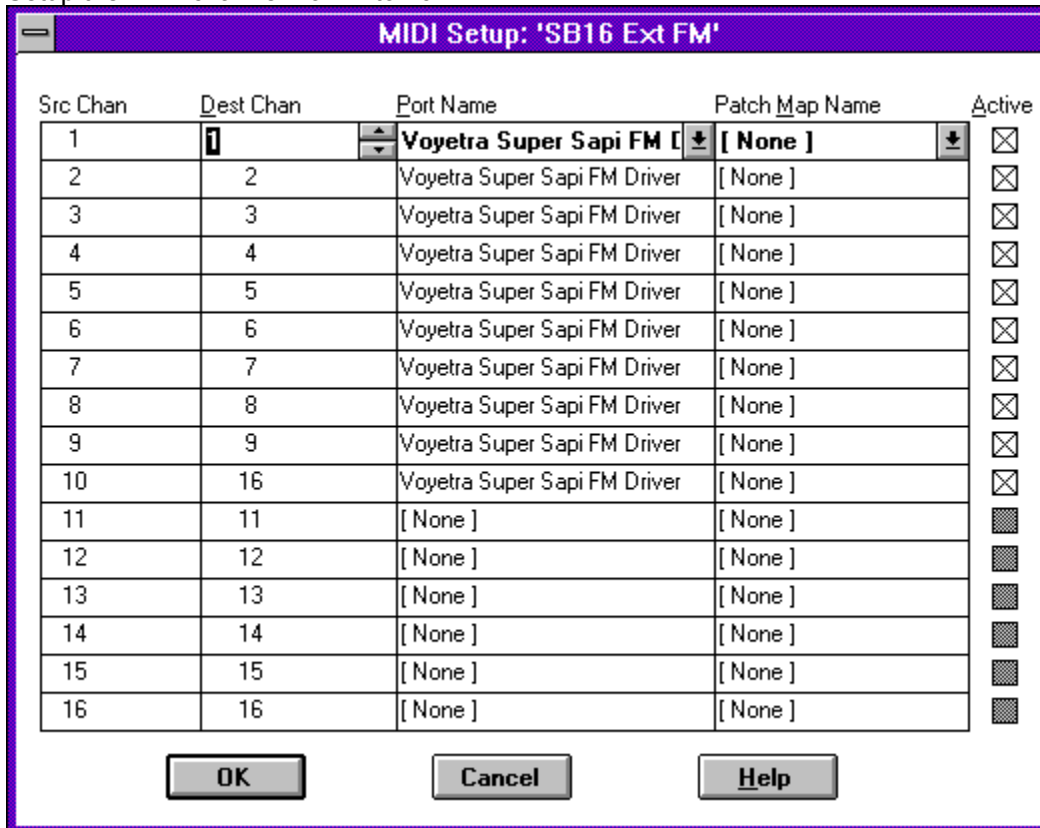 MIDI Setup: 'SB16 Ext FM'
Src Chan Dest Chan Port Name Patch Map Name Active
1 1 Voyetra Super Sapi FM [ None ]
2 2 Voyetra Super Sapi FM Driver [ None ]
3 3 Voyetra Super Sapi FM Driver [ None ]
4 4 Voyetra Super Sapi FM Driver [ None ]
5 5 Voyetra Super Sapi FM Driver [ None ]
6 6 Voyetra Super Sapi FM Driver [ None ]
7 7 Voyetra Super Sapi FM Driver [ None ]
8 8 Voyetra Super Sapi FM Driver [ None ]
9 9 Voyetra Super Sapi FM Driver [ None ]
10 16 Voyetra Super Sapi FM Driver [ None ]
11 11 [ None ] [ None ]
12 12 [ None ] [ None ]
13 13 [ None ] [ None ]
14 14 [ None ] [ None ]
15 15 [ None ] [ None ]
16 16 [ None ] [ None ]
OK Cancel Help